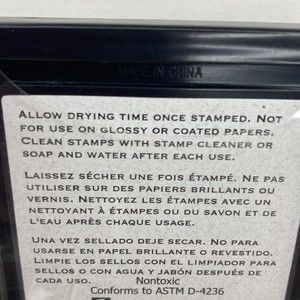 MADE IN CHINA
ALLOW DRYING TIME ONCE STAMPED. NOT
FOR USE ON GLOSSY OR COATED PAPERS.
CLEAN STAMPS WITH STAMP CLEANER OR
SOAP AND WATER AFTER EACH USE.
LAISSEZ SÉCHER UNE FOIS ÉTAMPÉ. NE PAS
UTILISER SUR DES PAPIERS BRILLANTS OU
VERNIS. NETTOYEZ LES ÉTAMPES AVEC UN
NETTOYANT À ÉTAMPES OU DU SAVON ET DE
L'EAU APRÈS CHAQUE USAGE.
UNA VEZ SELLADO DEJE SECAR. NO PARA
USARSE EN PAPEL BRILLANTE O REVESTIDO.
LIMPIE LOS SELLOS CON EL LIMPIADOR PARA
SELLOS O CON AGUA Y JABÓN DESPUÉS DE
CADA USO. Nontoxic
Conforms to ASTM D-4236